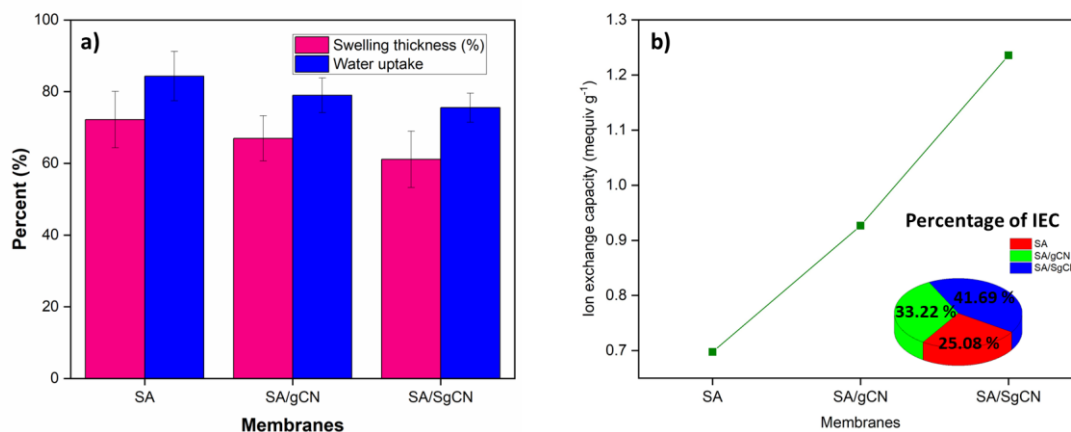 a)
Swelling thickness (%)
Water uptake
100
80
60
40
20
0
Percent (%)
SA
SA/gCN
SA/SgCN
Membranes
b)
1.3
1.2
1.1
1.0
0.9
0.8
0.7
Ion exchange capacity (mequiv g⁻¹)
Percentage of IEC
SA
SA/gCN
SA/SgCN
41.69 %
33.22 %
25.08 %
SA
SA/gCN
SA/SgCN
Membranes